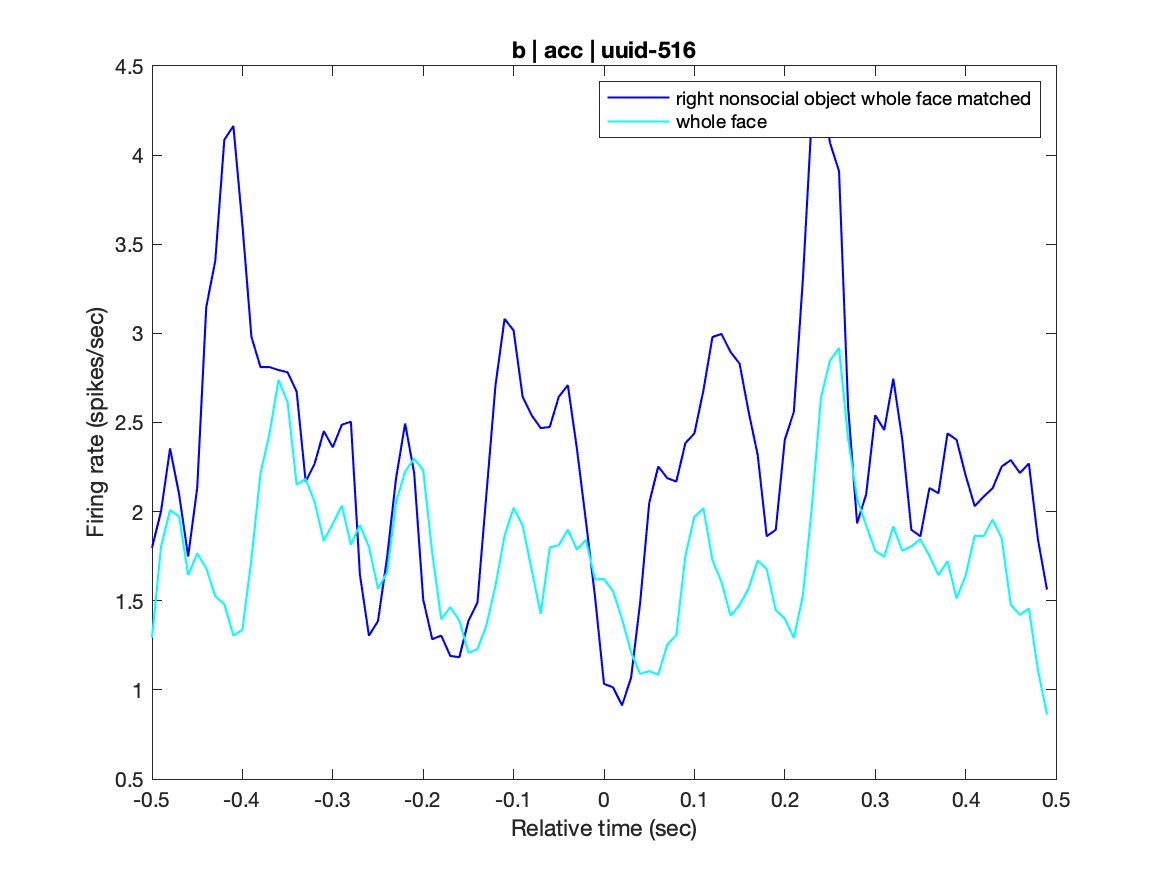 b | acc | uuid-516
right nonsocial object whole face matched
whole face
Firing rate (spikes/sec)
4.5
4
3.5
3
2.5
2
1.5
1
0.5
-0.5 -0.4 -0.3 -0.2 -0.1 0 0.1 0.2 0.3 0.4 0.5
Relative time (sec)